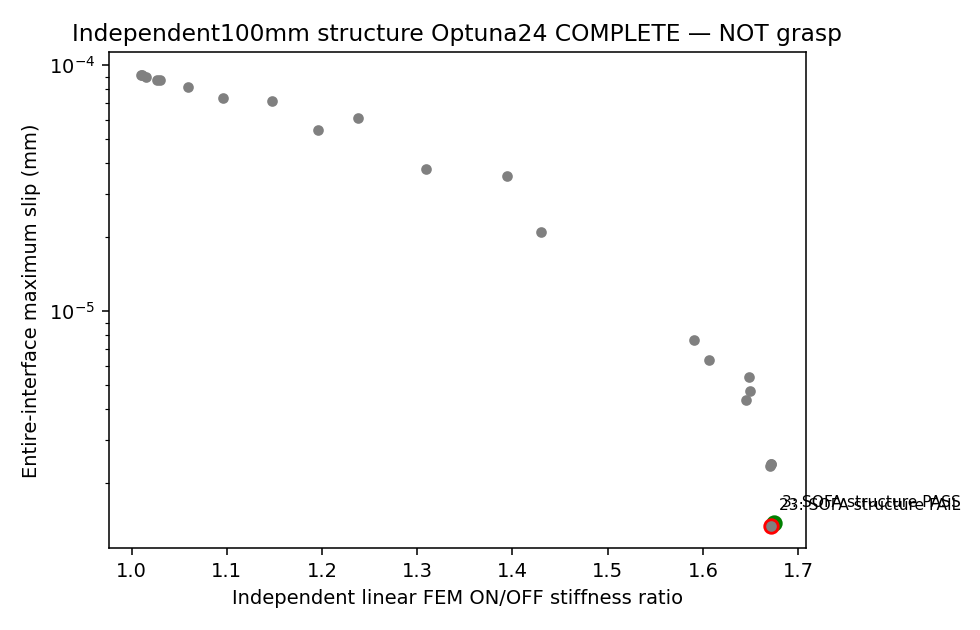 Independent100mm structure Optuna24 COMPLETE — NOT grasp
Entire-interface maximum slip (mm)
10⁻⁴
10⁻⁵
3: SOFA structure PASS
23: SOFA structure FAIL
1.0 1.1 1.2 1.3 1.4 1.5 1.6 1.7
Independent linear FEM ON/OFF stiffness ratio